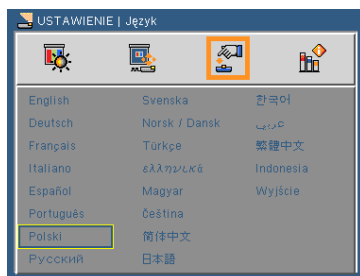 USTAWIENIE | Język
English Svenska 한국어
Deutsch Norsk / Dansk عربي
Français Türkçe 繁體中文
Italiano ελληνικά Indonesia
Español Magyar Wyjście
Português Čeština
Polski 简体中文
Русский 日本語